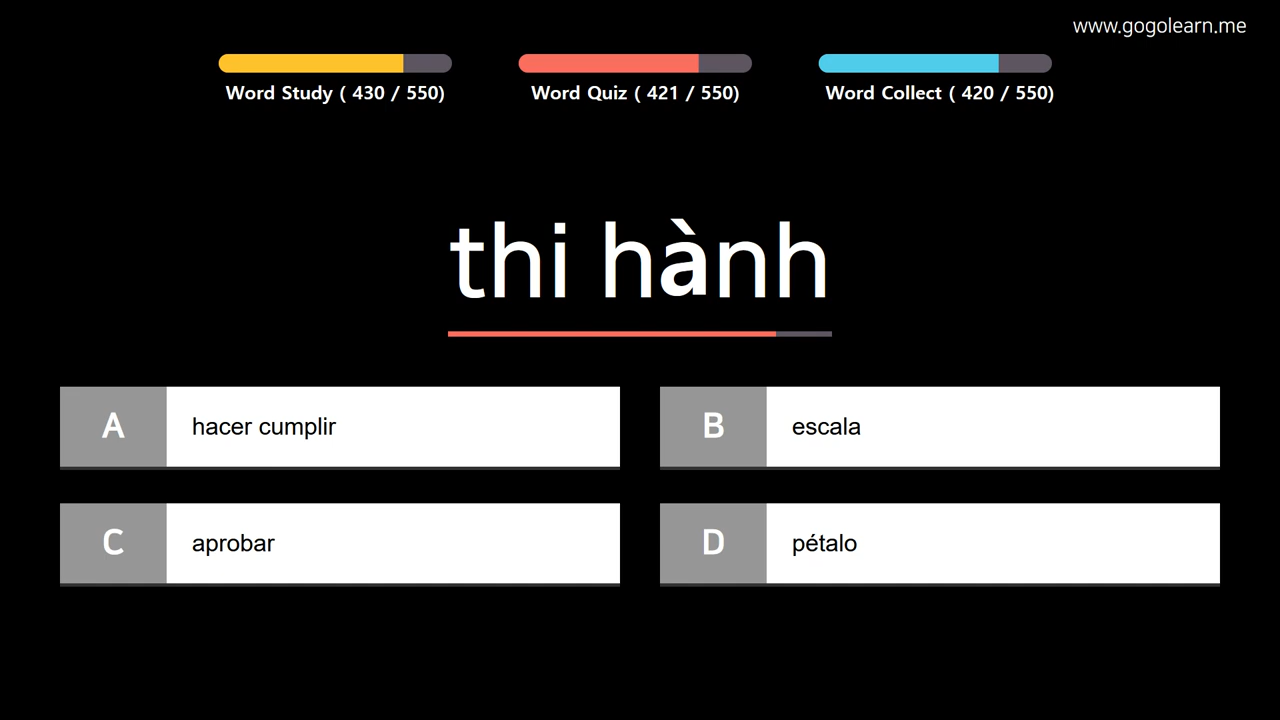 www.gogolearn.me
Word Study ( 430 / 550)
Word Quiz ( 421 / 550)
Word Collect ( 420 / 550)
thi hành
A hacer cumplir
B escala
C aprobar
D pétalo